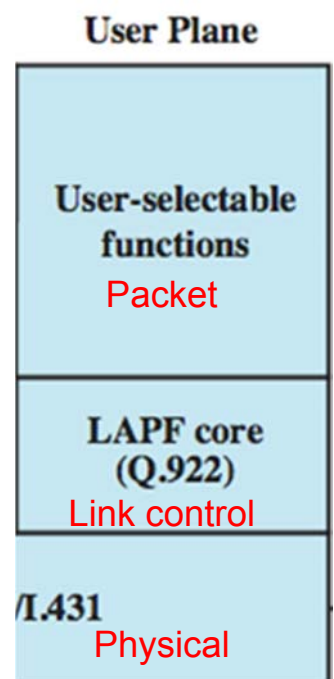 User Plane
User-selectable
functions
Packet
LAPF core
(Q.922)
Link control
/I.431
Physical